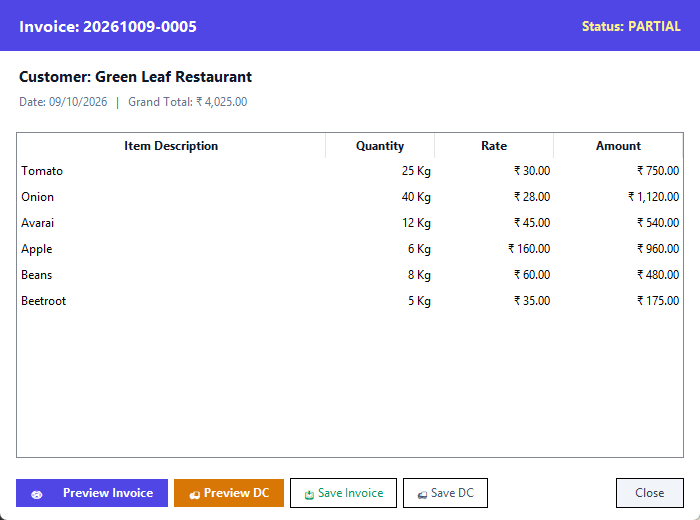 Invoice: 20261009-0005 Status: PARTIAL
Customer: Green Leaf Restaurant
Date: 09/10/2026 | Grand Total: ₹ 4,025.00
Item Description Quantity Rate Amount
Tomato 25 Kg ₹ 30.00 ₹ 750.00
Onion 40 Kg ₹ 28.00 ₹ 1,120.00
Avarai 12 Kg ₹ 45.00 ₹ 540.00
Apple 6 Kg ₹ 160.00 ₹ 960.00
Beans 8 Kg ₹ 60.00 ₹ 480.00
Beetroot 5 Kg ₹ 35.00 ₹ 175.00
Preview Invoice Preview DC Save Invoice Save DC Close